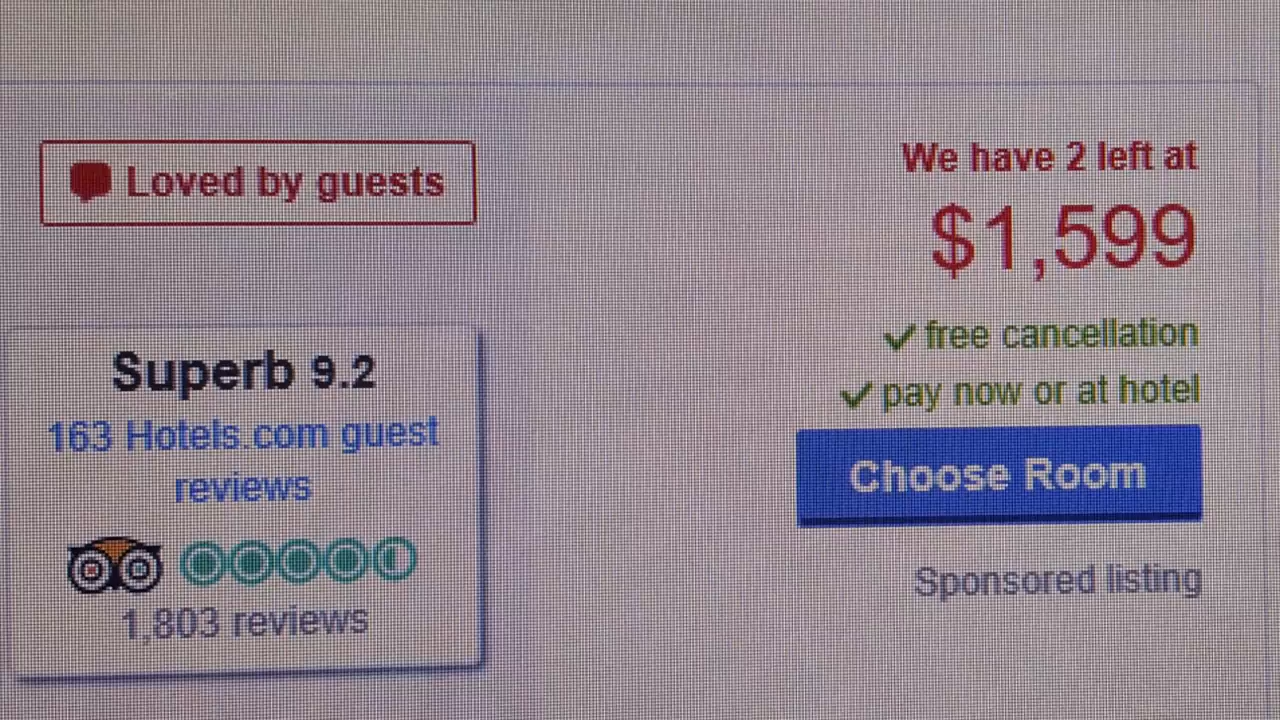 Loved by guests
Superb 9.2
163 Hotels.com guest
reviews
1,803 reviews
We have 2 left at
$1,599
free cancellation
pay now or at hotel
Choose Room
Sponsored listing